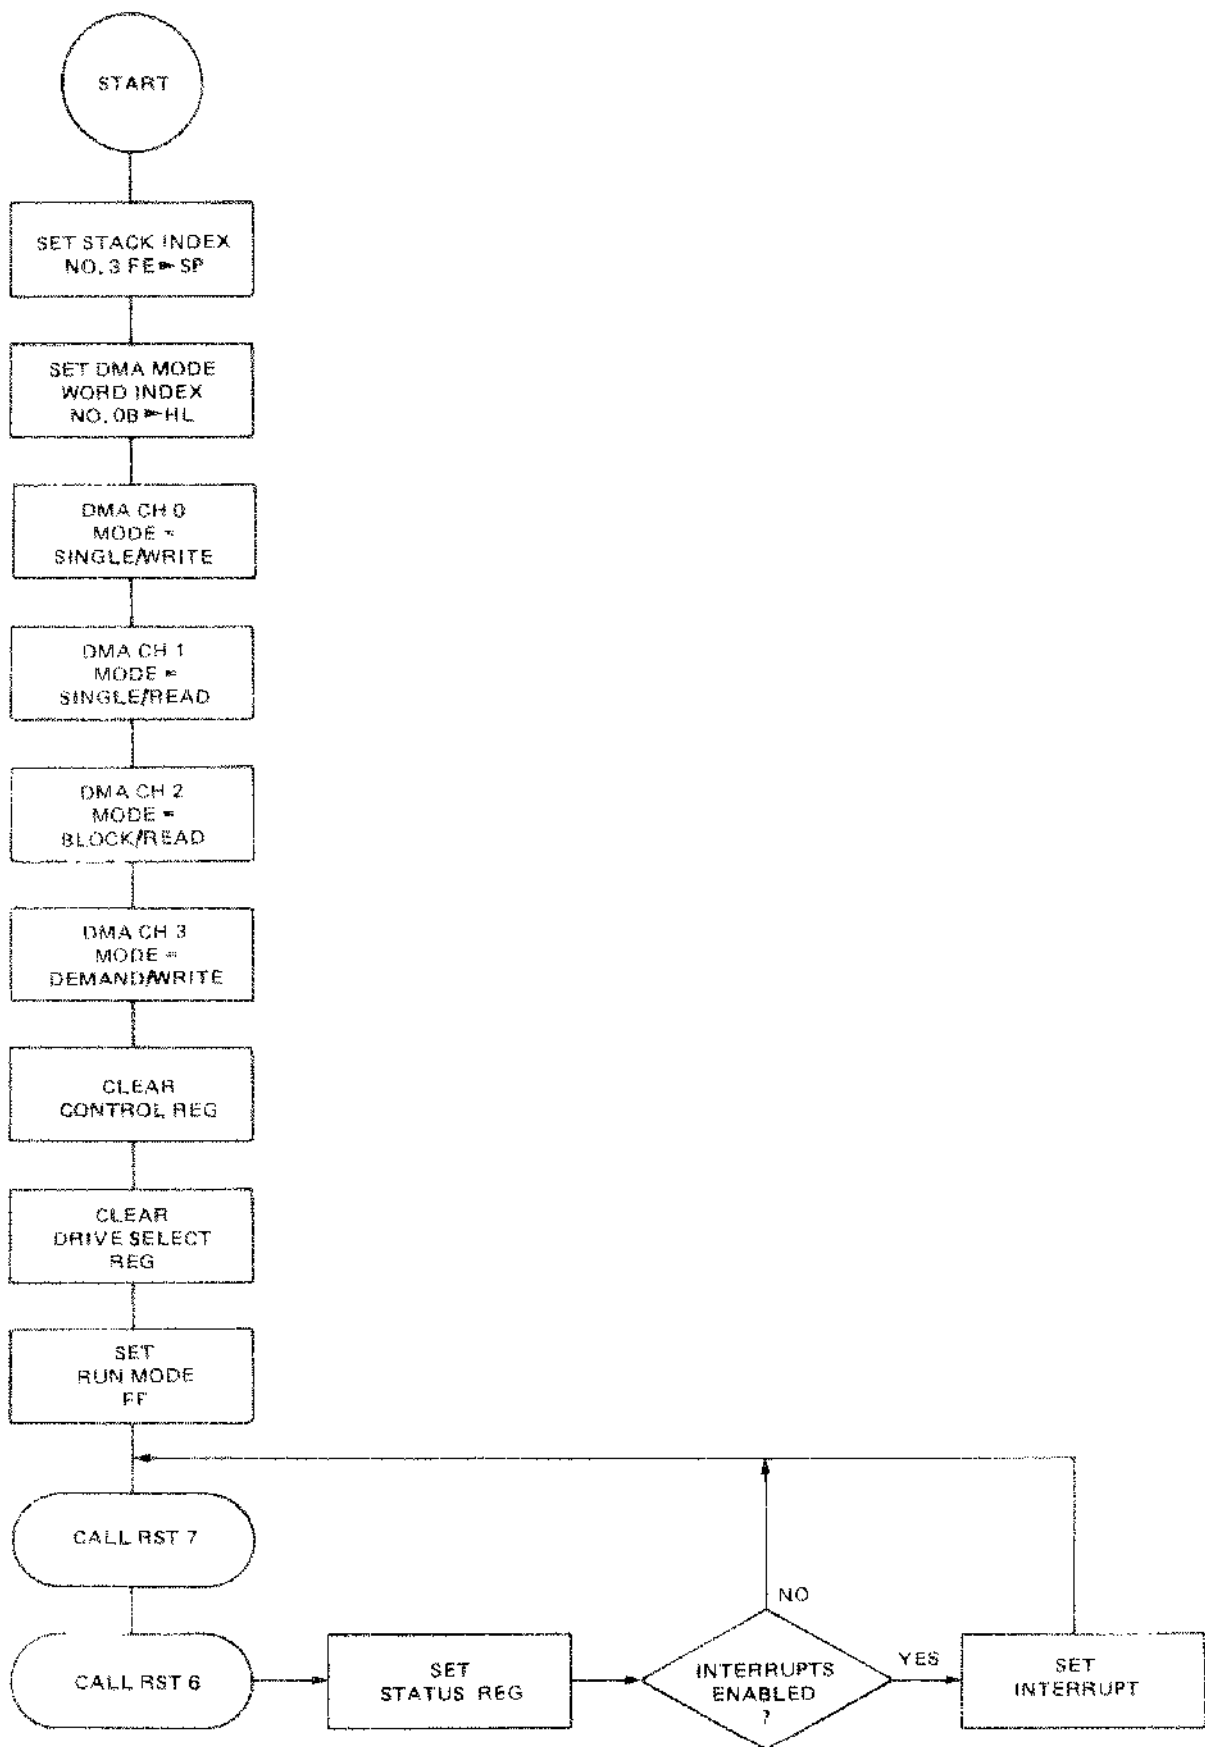 START
SET STACK INDEX
NO. 3 FE ► SP
SET DMA MODE
WORD INDEX
NO. 0B ► HL
DMA CH 0
MODE =
SINGLE/WRITE
DMA CH 1
MODE =
SINGLE/READ
DMA CH 2
MODE =
BLOCK/READ
DMA CH 3
MODE =
DEMAND/WRITE
CLEAR
CONTROL REG
CLEAR
DRIVE SELECT
REG
SET
RUN MODE
FF
CALL RST 7
CALL RST 6
SET
STATUS REG
INTERRUPTS
ENABLED
?
NO
YES
SET
INTERRUPT